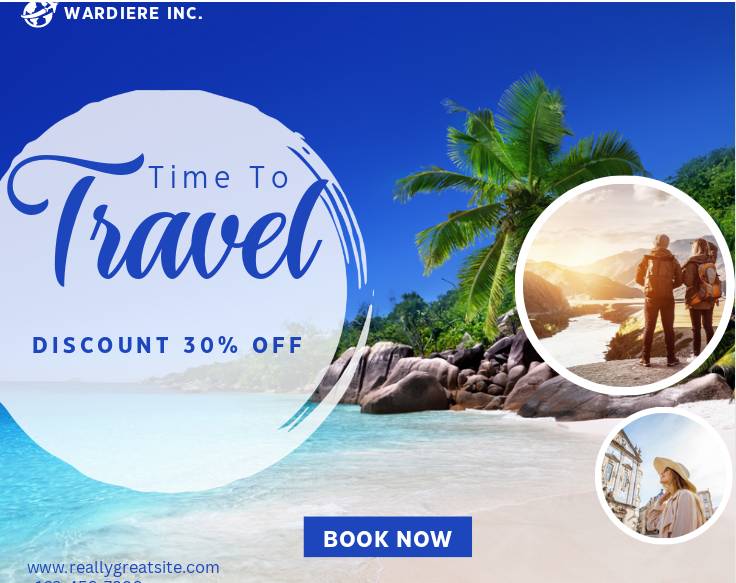 WARDIERE INC.
Time To
Travel
DISCOUNT 30% OFF
BOOK NOW
www.reallygreatsite.com